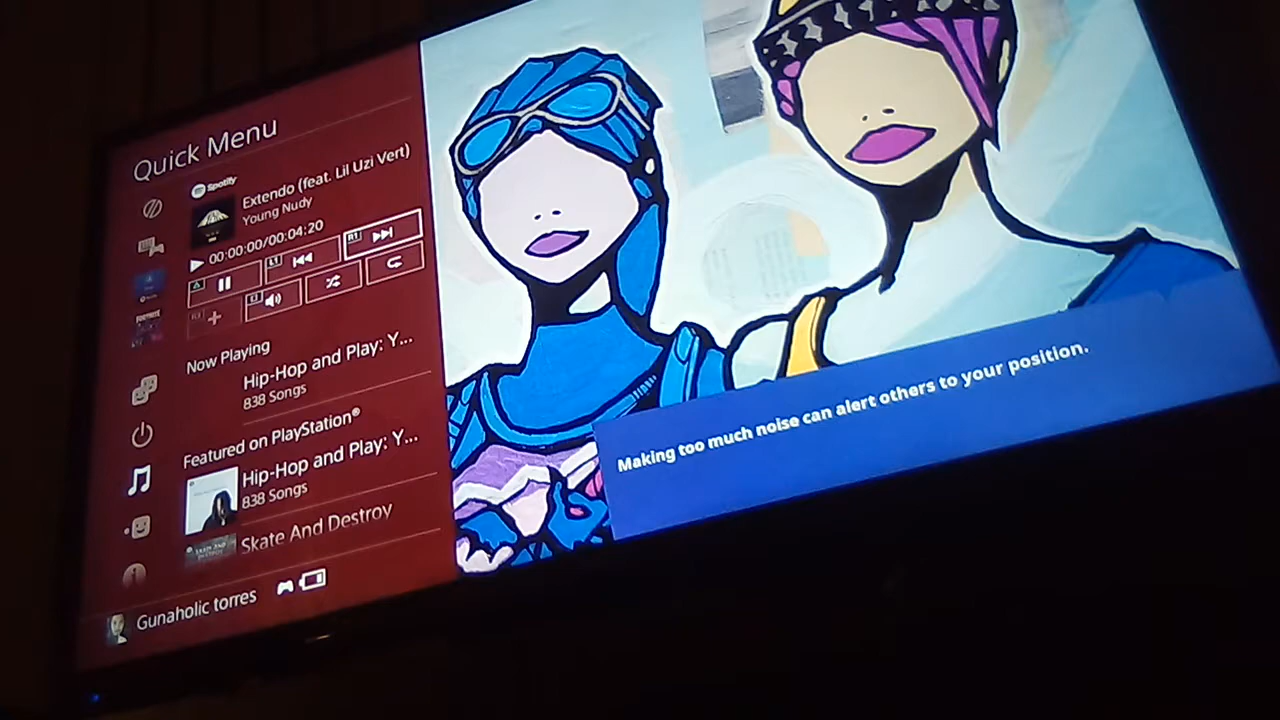 Quick Menu
Spotify
Extendo (feat. Lil Uzi Vert)
Young Nudy
00:00:00/00:04:20
R1
L1
Now Playing
Hip-Hop and Play: Y...
838 Songs
Featured on PlayStation®
Hip-Hop and Play: Y...
838 Songs
Skate And Destroy
Gunaholic torres
FORTNITE
Making too much noise can alert others to your position.